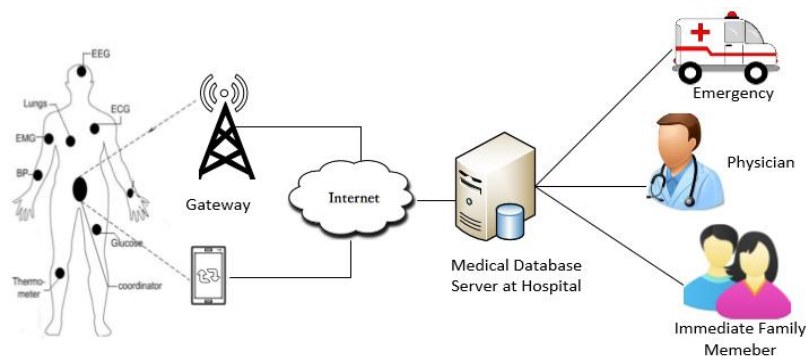 EEG
Lungs
ECG
EMG
BP
Glucose
Thermo-
meter
coordinator
Gateway
Internet
Medical Database
Server at Hospital
Emergency
Physician
Immediate Family
Memeber